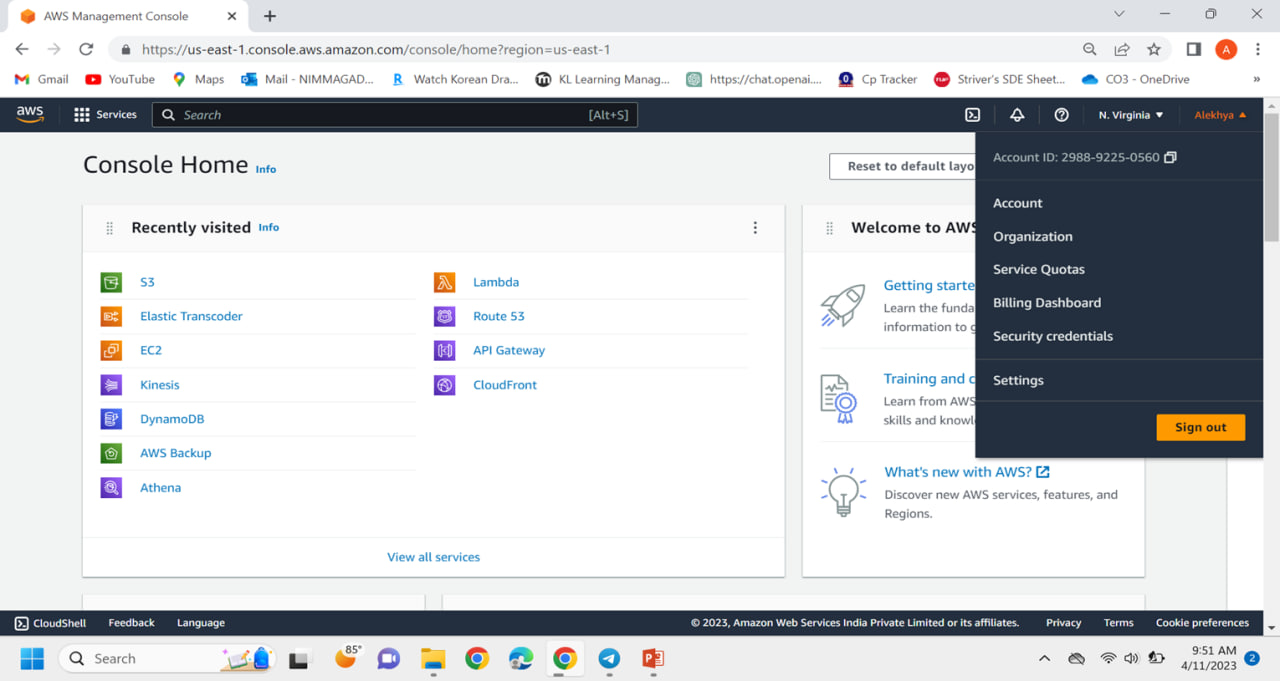 AWS Management Console
https://us-east-1.console.aws.amazon.com/console/home?region=us-east-1
A
Gmail
YouTube
Maps
Mail - NIMMAGAD...
Watch Korean Dra...
KL Learning Manag...
https://chat.openai....
Cp Tracker
Striver's SDE Sheet...
CO3 - OneDrive
»
aws
Services
Search
[Alt+S]
N. Virginia
Alekhya
Account ID: 2988-9225-0560
Account
Organization
Service Quotas
Billing Dashboard
Security credentials
Settings
Sign out
Console Home
Info
Reset to default layo
Recently visited
Info
S3
Elastic Transcoder
EC2
Kinesis
DynamoDB
AWS Backup
Athena
Lambda
Route 53
API Gateway
CloudFront
View all services
Welcome to AWS
Getting starte
Learn the funda
information to g
Training and c
Learn from AWS
skills and knowl
What's new with AWS?
Discover new AWS services, features, and
Regions.
CloudShell
Feedback
Language
© 2023, Amazon Web Services India Private Limited or its affiliates.
Privacy
Terms
Cookie preferences
Search
85°
9:51 AM
4/11/2023
2